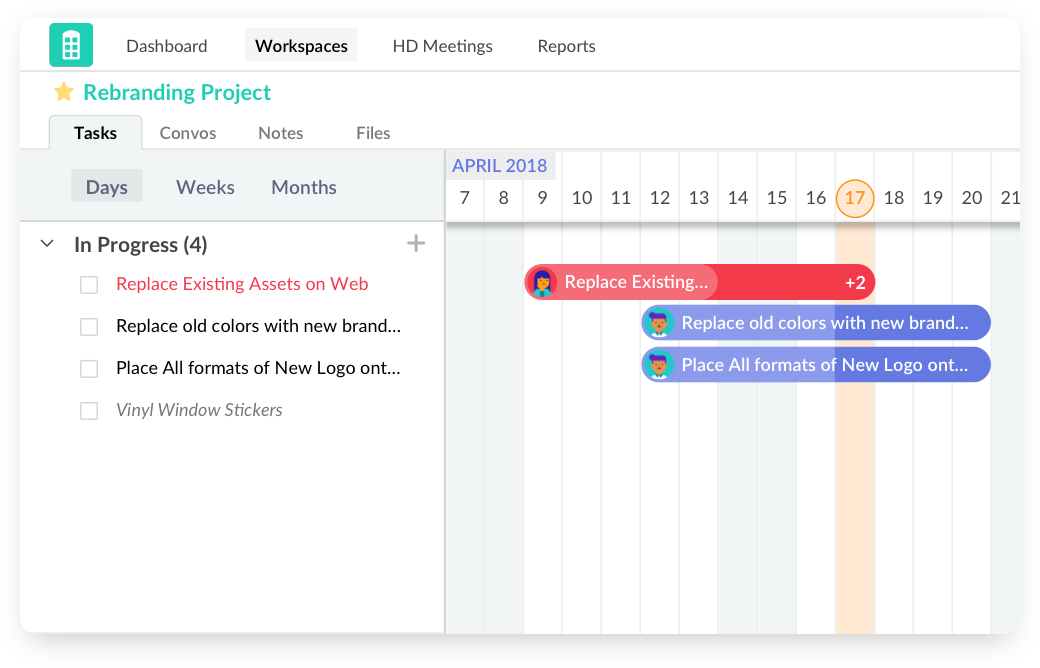 Dashboard Workspaces HD Meetings Reports
Rebranding Project
Tasks Convos Notes Files
APRIL 2018
Days Weeks Months
7 8 9 10 11 12 13 14 15 16 17 18 19 20 21
In Progress (4)
Replace Existing Assets on Web
Replace Existing... +2
Replace old colors with new brand...
Replace old colors with new brand...
Place All formats of New Logo ont...
Place All formats of New Logo ont...
Vinyl Window Stickers